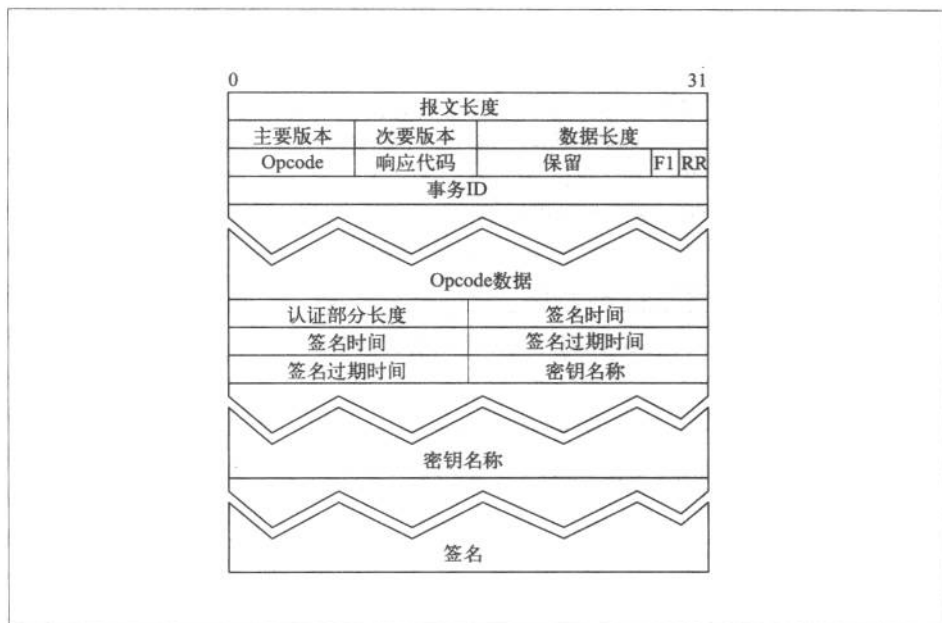 0 31
报文长度
主要版本 次要版本 数据长度
Opcode 响应代码 保留 F1 RR
事务ID
Opcode数据
认证部分长度 签名时间
签名时间 签名过期时间
签名过期时间 密钥名称
密钥名称
签名